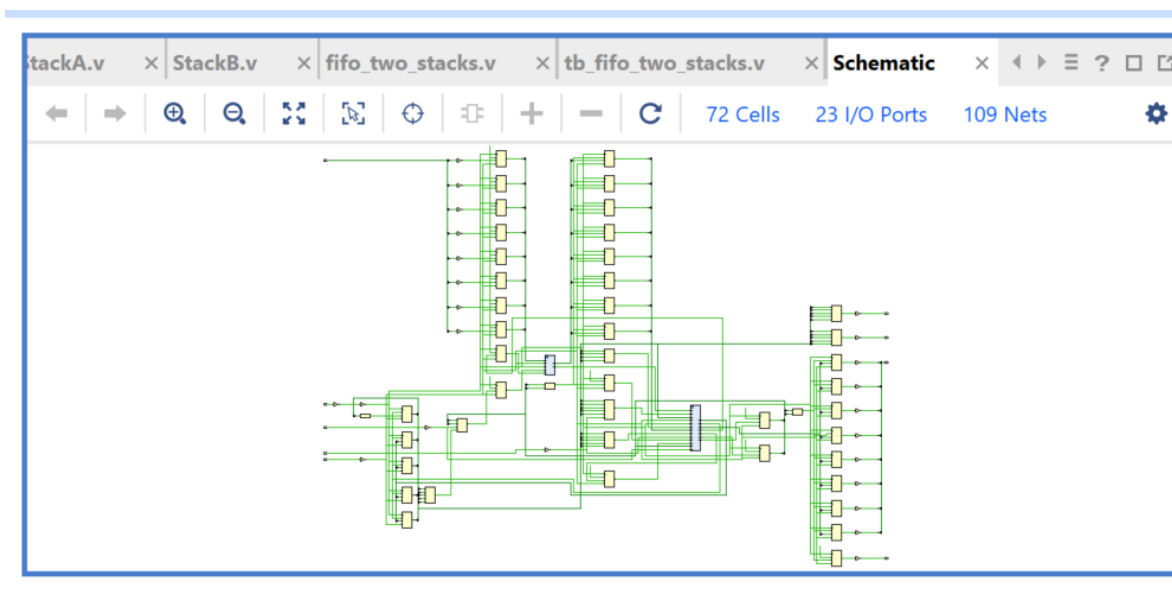 tackA.v × StackB.v × fifo_two_stacks.v × tb_fifo_two_stacks.v × Schematic × ?
72 Cells 23 I/O Ports 109 Nets